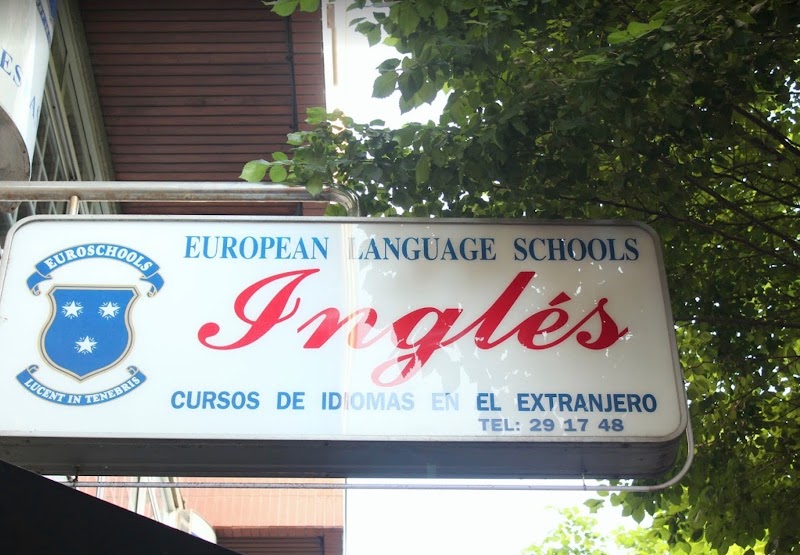 EUROSCHOOLS
LUCENT IN TENEBRIS
EUROPEAN LANGUAGE SCHOOLS
Inglés
CURSOS DE IDIOMAS EN EL EXTRANJERO
TEL: 29 17 48